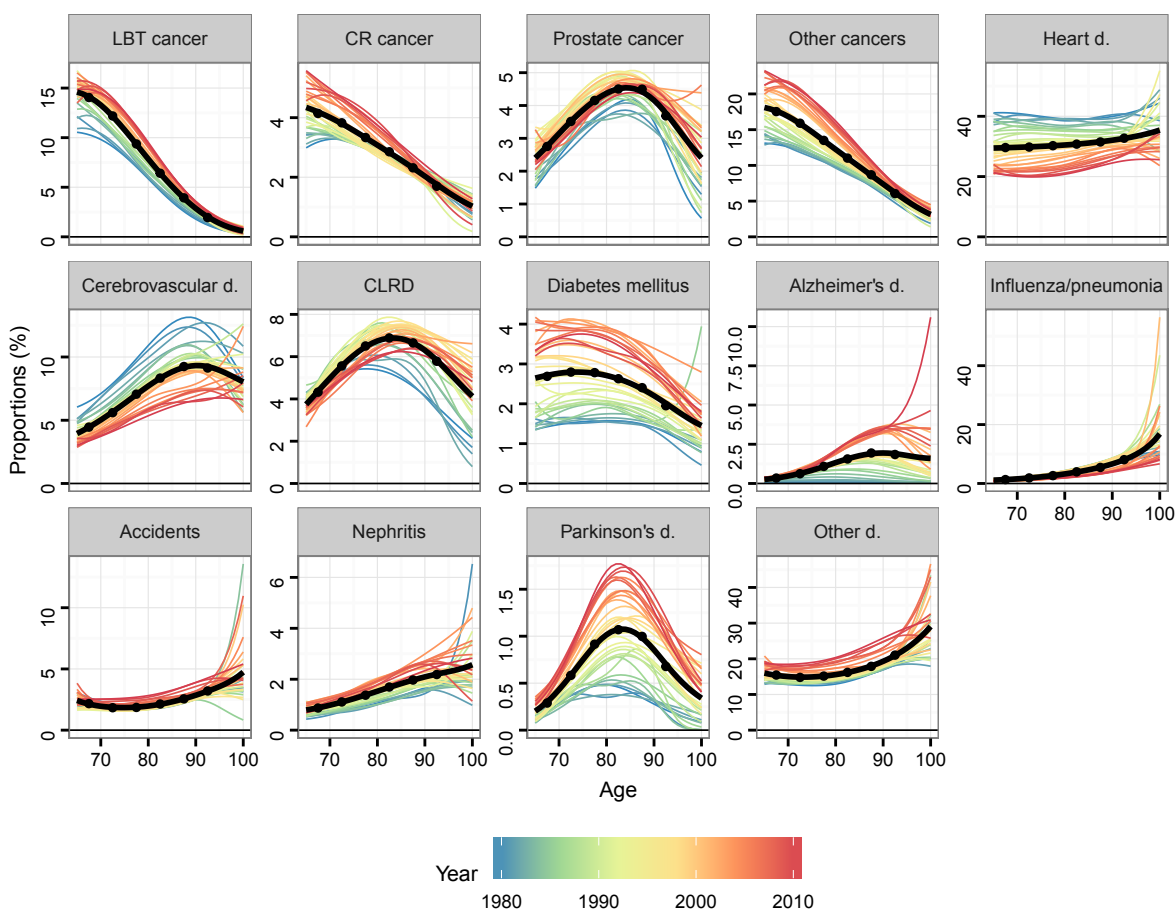 LBT cancer
CR cancer
Prostate cancer
Other cancers
Heart d.
0 5 10 15
0 2 4
0 1 2 3 4 5
0 5 10 15 20
0 20 40
Cerebrovascular d.
CLRD
Diabetes mellitus
Alzheimer's d.
Influenza/pneumonia
0 5 10
0 2 4 6 8
0 1 2 3 4
0.0 2.5 5.0 7.5 10.0
0 20 40
70 80 90 100
Accidents
Nephritis
Parkinson's d.
Other d.
0 5 10
0 2 4 6
0.0 0.5 1.0 1.5
0 10 20 30 40
70 80 90 100
70 80 90 100
70 80 90 100
70 80 90 100
Proportions (%)
Age
Year
1980 1990 2000 2010